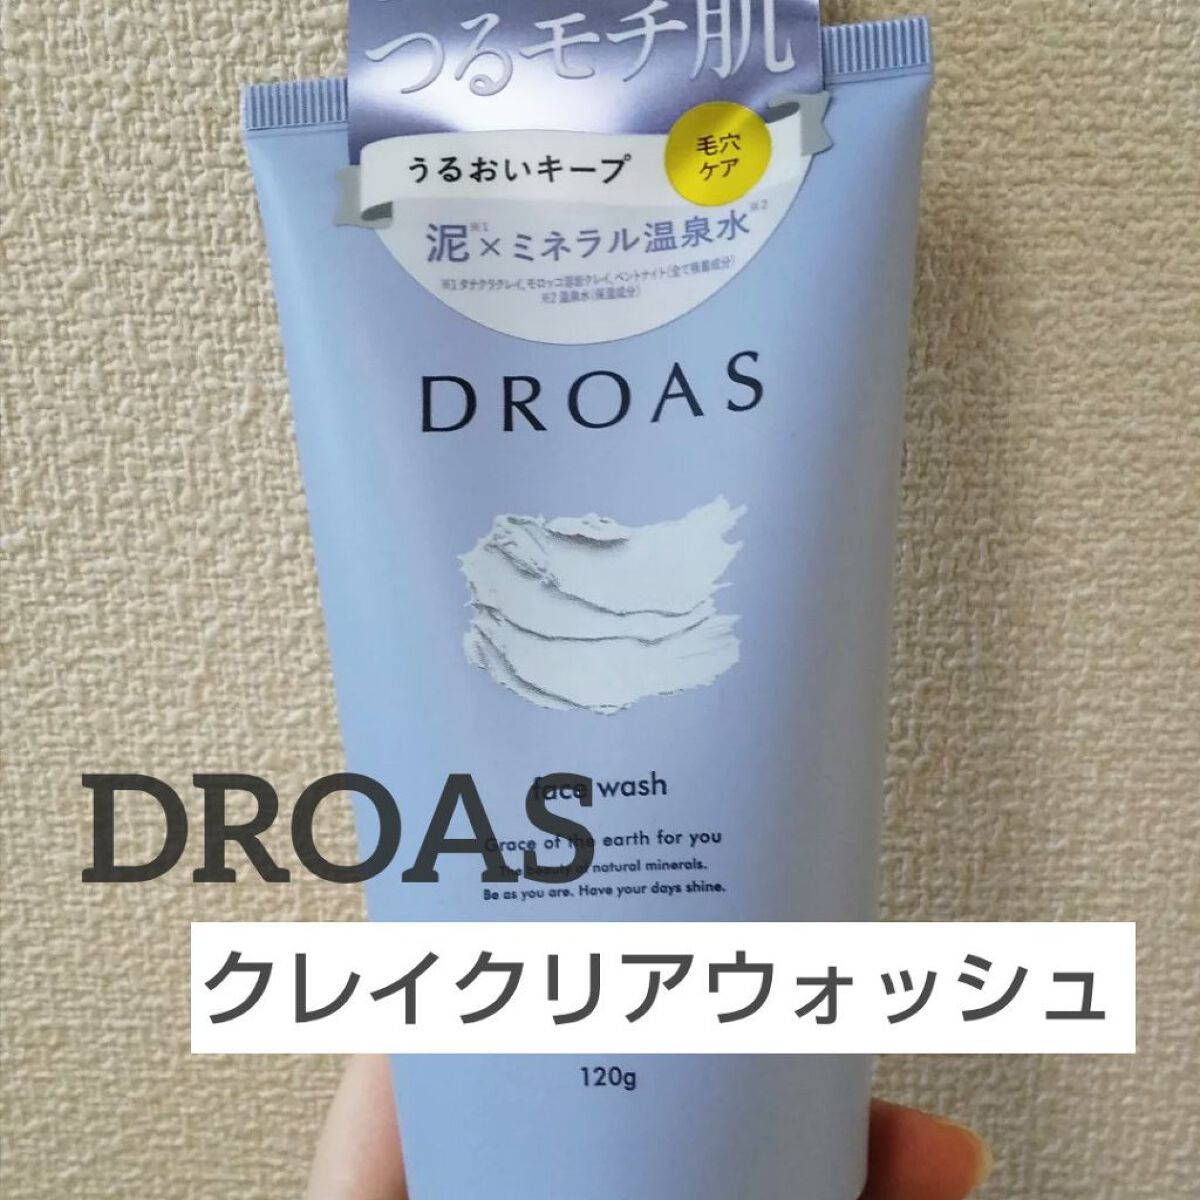 つるモチ肌
うるおいキープ
毛穴
ケア
泥※1×ミネラル温泉水※2
※1 タナクラクレイ、モロッコ溶岩クレイ、ベントナイト(全て吸着成分)
※2 温泉水(保湿成分)
DROAS
face wash
DROAS
Grace of the earth for you
The beauty of natural minerals.
Be as you are. Have your days shine.
クレイクリアウォッシュ
120g